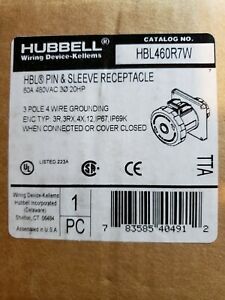 CATALOG NO.
HUBBELL®
Wiring Device-Kellems
HBL460R7W
HBL® PIN & SLEEVE RECEPTACLE
60A 480VAC 3Ø 20HP
3 POLE 4 WIRE GROUNDING
ENC TYP: 3R,3RX,4X,12,IP67,IP69K
WHEN CONNECTED OR COVER CLOSED
TTA
LISTED 223A
Wiring Device-Kellems
Hubbell Incorporated
(Delaware)
Shelton, CT 06484
Assembled in U.S.A
1
PC
7 83585 40491 2